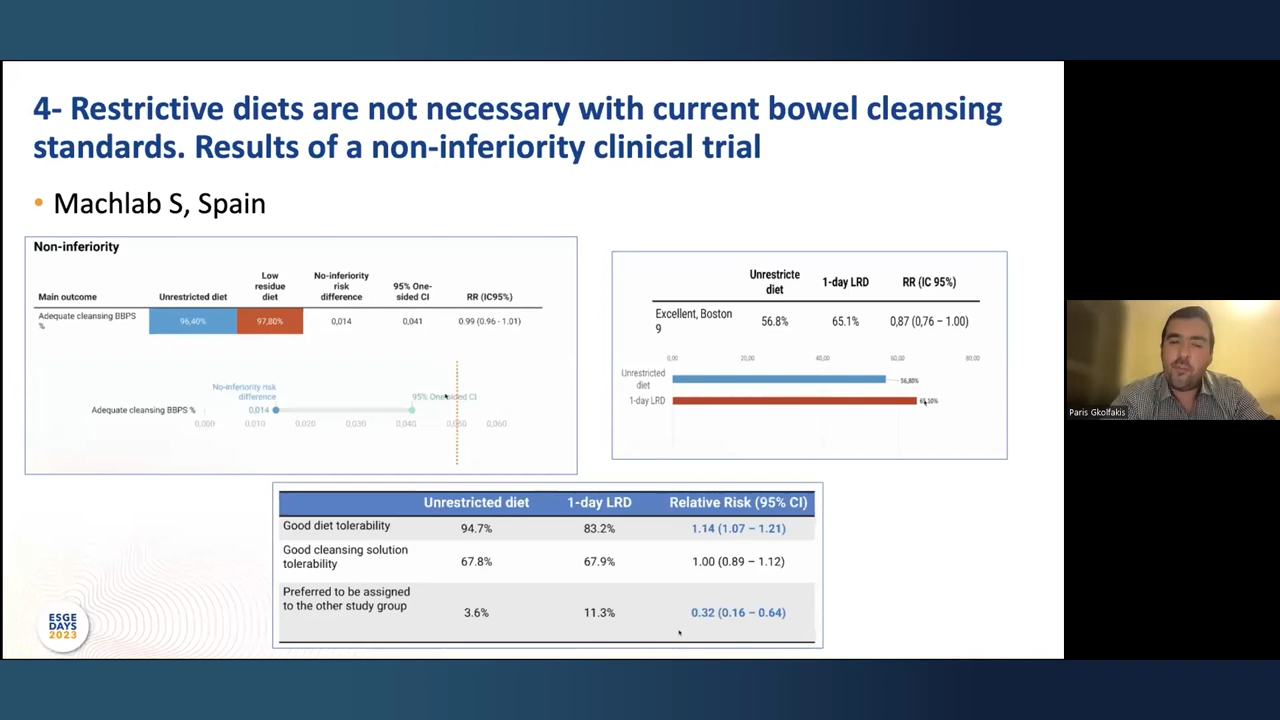 4- Restrictive diets are not necessary with current bowel cleansing
standards. Results of a non-inferiority clinical trial
• Machlab S, Spain
Non-inferiority
Main outcome Unrestricted diet Low residue diet No-inferiority risk difference 95% One-sided CI RR (IC95%)
Adequate cleansing BBPS % 96,40% 97,80% 0,014 0,041 0.99 (0.96 - 1.01)
No-inferiority risk difference
95% One-sided CI
Adequate cleansing BBPS % 0,014
0,000 0,010 0,020 0,030 0,040 0,050 0,060
Unrestricte diet 1-day LRD RR (IC 95%)
Excellent, Boston 9 56.8% 65.1% 0,87 (0,76 – 1.00)
0,00 20,00 40,00 60,00 80,00
Unrestricted diet 56,80%
1-day LRD 65,10%
Unrestricted diet 1-day LRD Relative Risk (95% CI)
Good diet tolerability 94.7% 83.2% 1.14 (1.07 – 1.21)
Good cleansing solution tolerability 67.8% 67.9% 1.00 (0.89 – 1.12)
Preferred to be assigned to the other study group 3.6% 11.3% 0.32 (0.16 – 0.64)
ESGE
DAYS
2023
Paris Gkolfakis